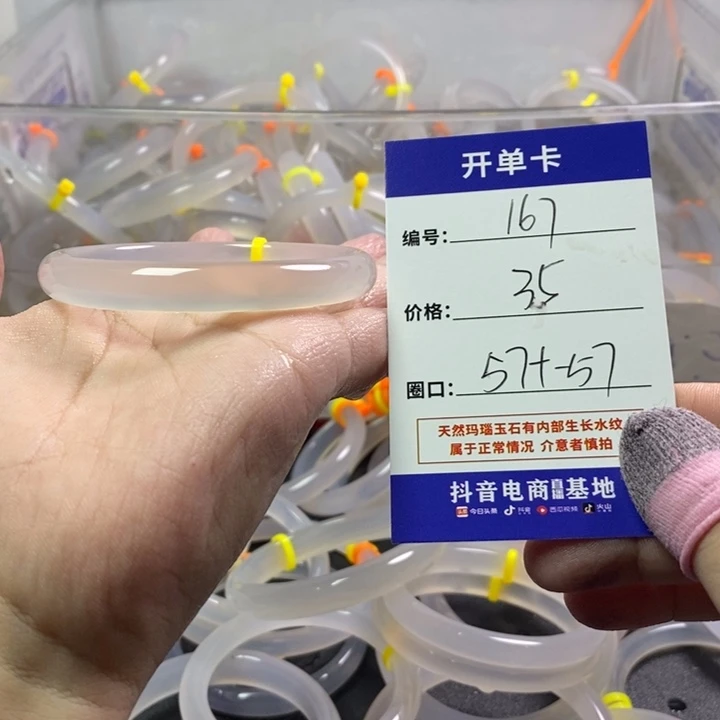 开单卡
编号: 167
价格: 35
圈口: 57+-57
天然玛瑙玉石有内部生长水纹
属于正常情况 介意者慎拍
抖音电商直播基地
今日头条 抖音 西瓜视频 火山